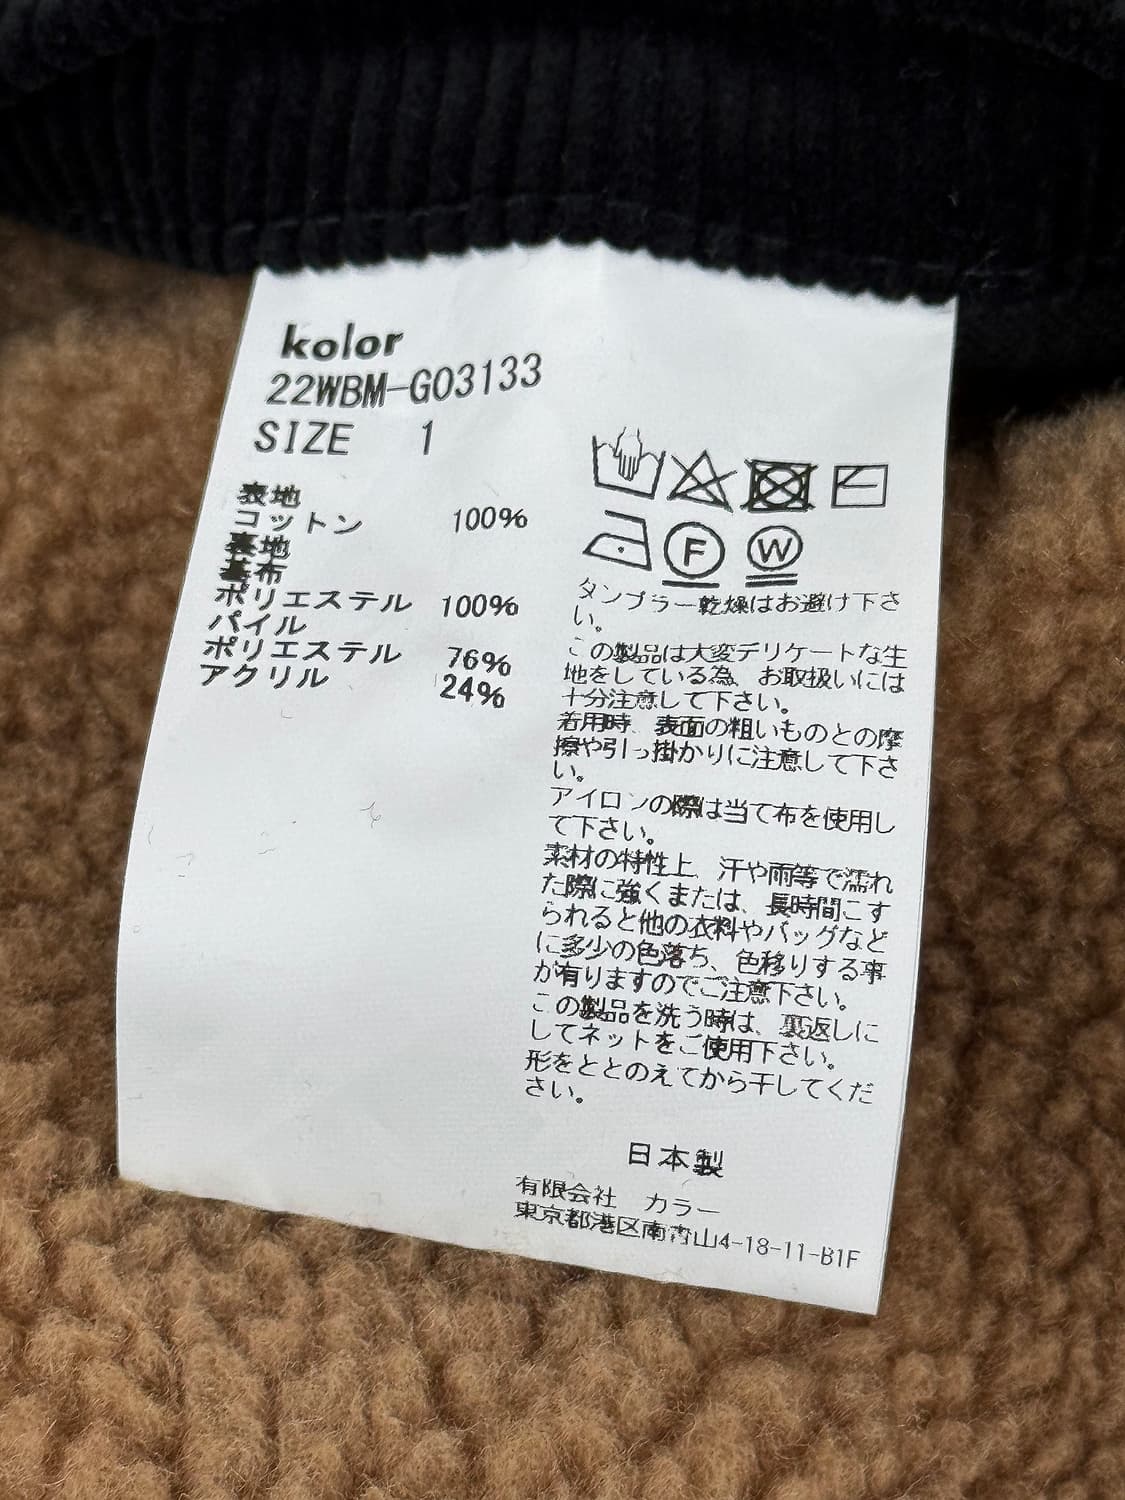 kolor
22WBM-G03133
SIZE 1
表地
コットン 100%
裏地
基布
ポリエステル 100%
パイル
ポリエステル 76%
アクリル 24%
F W
タンブラー乾燥はお避け下さ
い。
この製品は大変デリケートな生
地をしている為、お取扱いには
十分注意して下さい。
着用時、表面の粗いものとの摩
擦や引っ掛かりに注意して下さ
い。
アイロンの際は当て布を使用し
て下さい。
素材の特性上、汗や雨等で濡れ
た際に強くまたは、長時間こす
られると他の衣料やバッグなど
に多少の色落ち、色移りする事
が有りますのでご注意下さい。
この製品を洗う時は、裏返しに
してネットをご使用下さい。
形をととのえてから干してくだ
さい。
日本製
有限会社 カラー
東京都港区南青山4-18-11-B1F